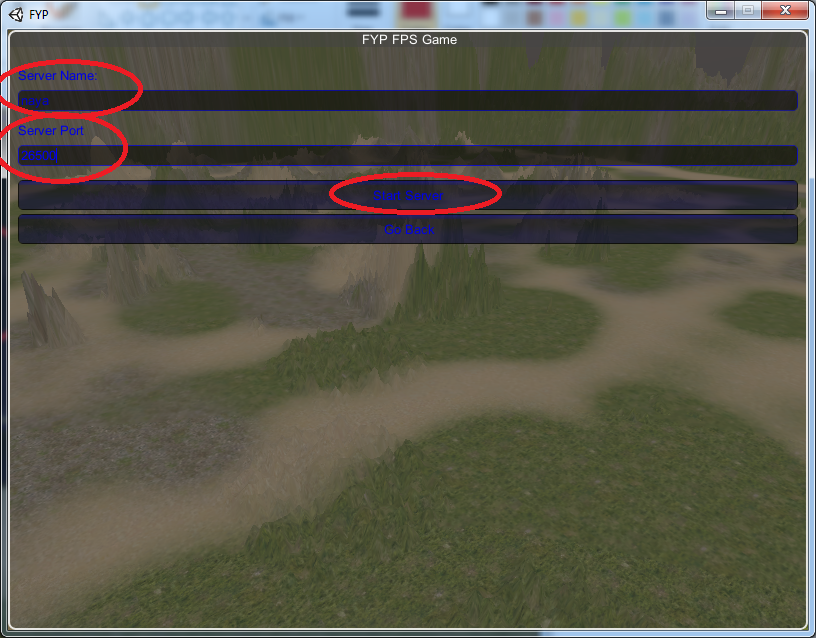 FYP
FYP FPS Game
Server Name:
Server Port
Start Server
Go Back